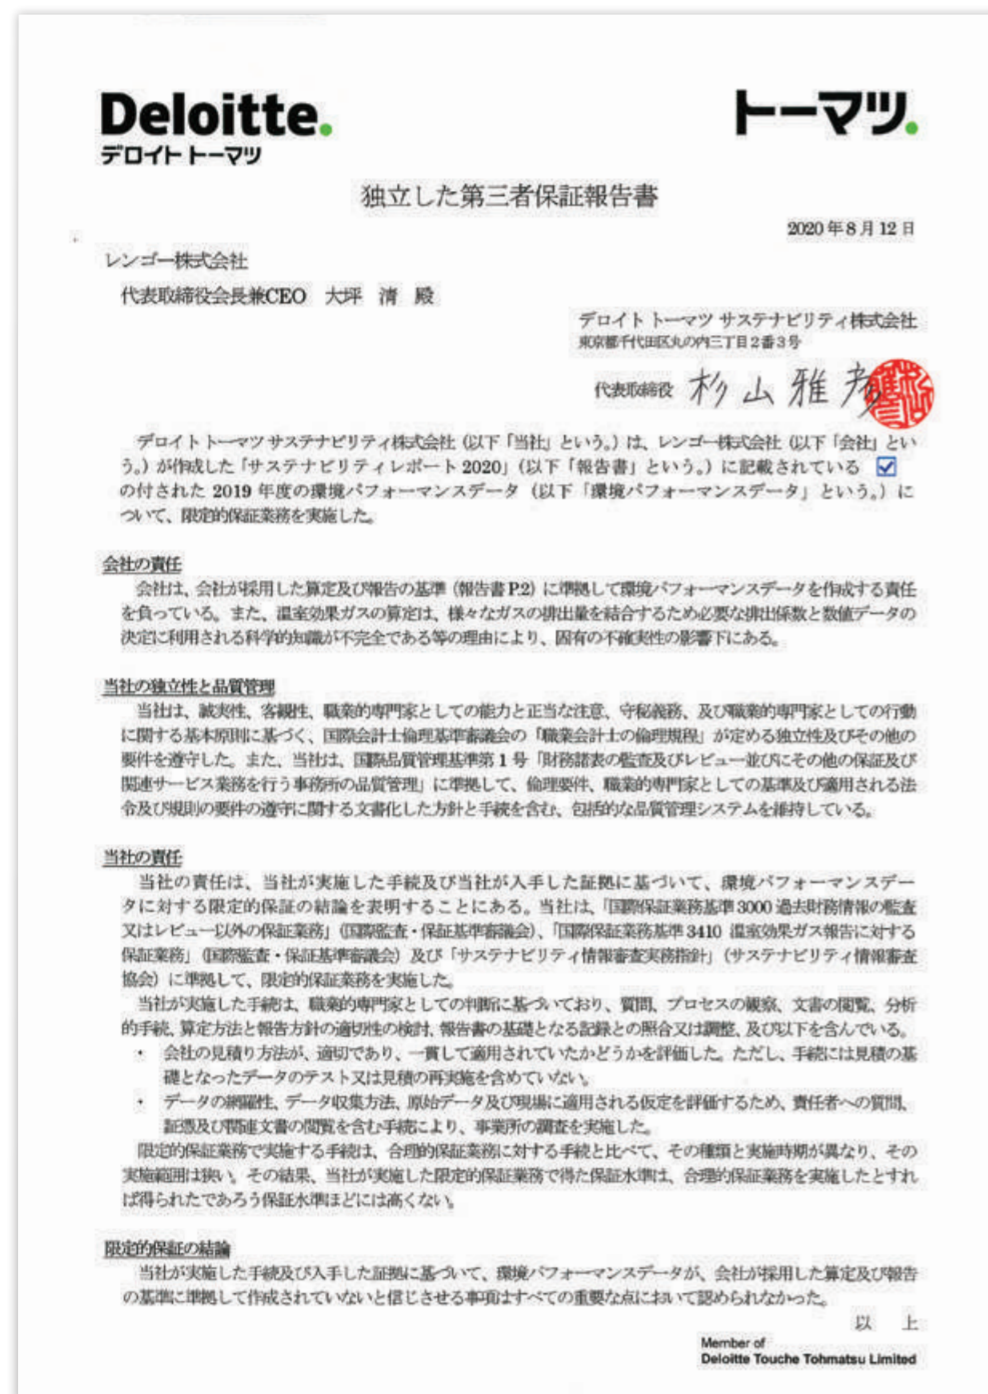 Deloitte.
デロイト トーマツ
トーマツ.
独立した第三者保証報告書
2020 年 8 月 12 日
レンゴー株式会社
代表取締役会長兼CEO 大坪 清 殿
デロイト トーマツ サステナビリティ株式会社
東京都千代田区丸の内三丁目2番3号
代表取締役 杉山雅彦
デロイト トーマツ サステナビリティ株式会社（以下「当社」という。）は、レンゴー株式会社（以下「会社」とい
う。）が作成した「サステナビリティレポート 2020」（以下「報告書」という。）に記載されている ☑
の付された 2019 年度の環境パフォーマンスデータ（以下「環境パフォーマンスデータ」という。）に
ついて、限定的保証業務を実施した。
会社の責任
会社は、会社が採用した算定及び報告の基準（報告書 P.2）に準拠して環境パフォーマンスデータを作成する責任
を負っている。また、温室効果ガスの算定は、様々なガスの排出量を結合するため必要な排出係数と数値データの
決定に利用される科学的知識が不完全である等の理由により、固有の不確実性の影響下にある。
当社の独立性と品質管理
当社は、誠実性、客観性、職業的専門家としての能力と正当な注意、守秘義務、及び職業的専門家としての行動
に関する基本原則に基づく、国際会計士倫理基準審議会の「職業会計士の倫理規程」が定める独立性及びその他の
要件を遵守した。また、当社は、国際品質管理基準第 1 号「財務諸表の監査及びレビュー並びにその他の保証及び
関連サービス業務を行う事務所の品質管理」に準拠して、倫理要件、職業的専門家としての基準及び適用される法
令及び規則の要件の遵守に関する文書化した方針と手続を含む、包括的な品質管理システムを維持している。
当社の責任
当社の責任は、当社が実施した手続及び当社が入手した証拠に基づいて、環境パフォーマンスデー
タに対する限定的保証の結論を表明することにある。当社は、「国際保証業務基準 3000 過去財務情報の監査
又はレビュー以外の保証業務」（国際監査・保証基準審議会）、「国際保証業務基準 3410 温室効果ガス報告に対する
保証業務」（国際監査・保証基準審議会）及び「サステナビリティ情報審査実務指針」（サステナビリティ情報審査
協会）に準拠して、限定的保証業務を実施した。
当社が実施した手続は、職業的専門家としての判断に基づいており、質問、プロセスの観察、文書の閲覧、分析
的手続、算定方法と報告方針の適切性の検討、報告書の基礎となる記録との照合又は調整、及び以下を含んでいる。
・ 会社の見積り方法が、適切であり、一貫して適用されていたかどうかを評価した。ただし、手続には見積の基
礎となったデータのテスト又は見積の再実施を含めていない。
・ データの網羅性、データ収集方法、原始データ及び現場に適用される仮定を評価するため、責任者への質問、
証憑及び関連文書の閲覧を含む手続により、事業所の調査を実施した。
限定的保証業務で実施する手続は、合理的保証業務に対する手続と比べて、その種類と実施時期が異なり、その
実施範囲は狭い。その結果、当社が実施した限定的保証業務で得た保証水準は、合理的保証業務を実施したとすれ
ば得られたであろう保証水準ほどには高くない。
限定的保証の結論
当社が実施した手続及び入手した証拠に基づいて、環境パフォーマンスデータが、会社が採用した算定及び報告
の基準に準拠して作成されていないと信じさせる事項はすべての重要な点において認められなかった。
以 上
Member of
Deloitte Touche Tohmatsu Limited